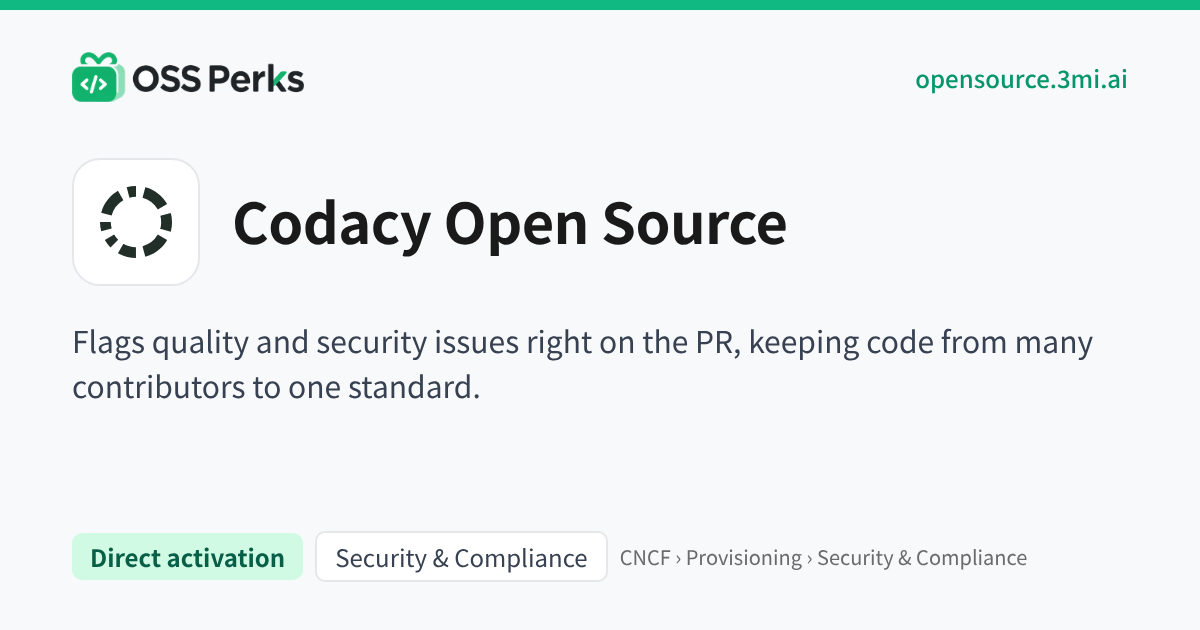 </> OSS Perks
opensource.3mi.ai
Codacy Open Source
Flags quality and security issues right on the PR, keeping code from many
contributors to one standard.
Direct activation
Security & Compliance
CNCF › Provisioning › Security & Compliance